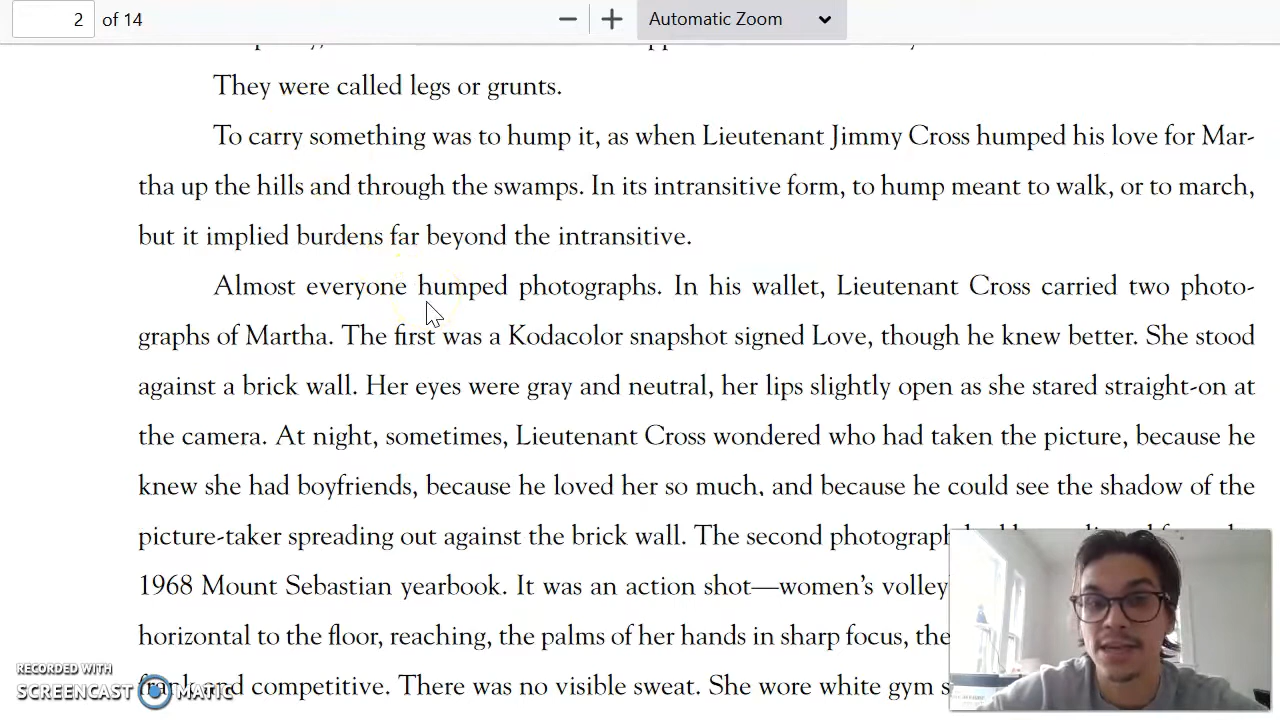 2 of 14 Automatic Zoom
They were called legs or grunts.
To carry something was to hump it, as when Lieutenant Jimmy Cross humped his love for Mar-
tha up the hills and through the swamps. In its intransitive form, to hump meant to walk, or to march,
but it implied burdens far beyond the intransitive.
Almost everyone humped photographs. In his wallet, Lieutenant Cross carried two photo-
graphs of Martha. The first was a Kodacolor snapshot signed Love, though he knew better. She stood
against a brick wall. Her eyes were gray and neutral, her lips slightly open as she stared straight-on at
the camera. At night, sometimes, Lieutenant Cross wondered who had taken the picture, because he
knew she had boyfriends, because he loved her so much, and because he could see the shadow of the
picture-taker spreading out against the brick wall. The second photograph
1968 Mount Sebastian yearbook. It was an action shot—women's volley
horizontal to the floor, reaching, the palms of her hands in sharp focus, the
and competitive. There was no visible sweat. She wore white gym
RECORDED WITH
SCREENCAST MATIC